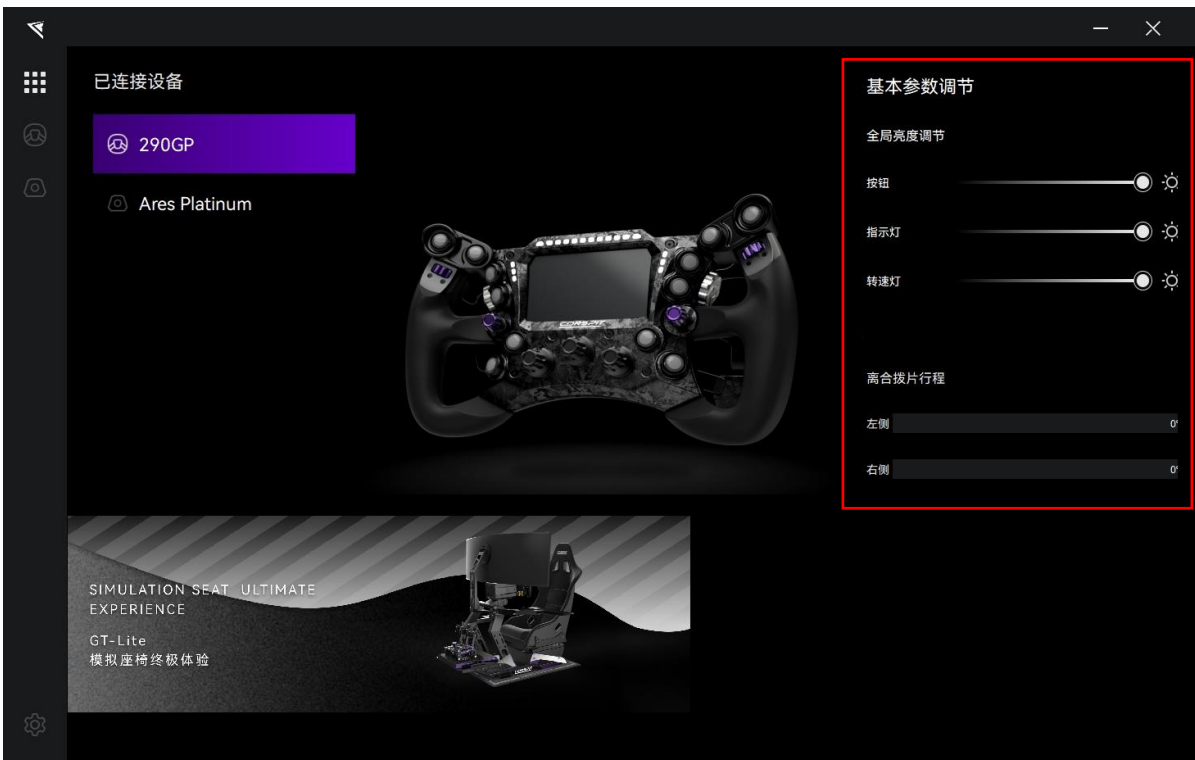 已连接设备
290GP
Ares Platinum
SIMULATION SEAT ULTIMATE
EXPERIENCE
GT-Lite
模拟座椅终极体验
基本参数调节
全局亮度调节
按钮
指示灯
转速灯
离合拨片行程
左侧 0°
右侧 0°